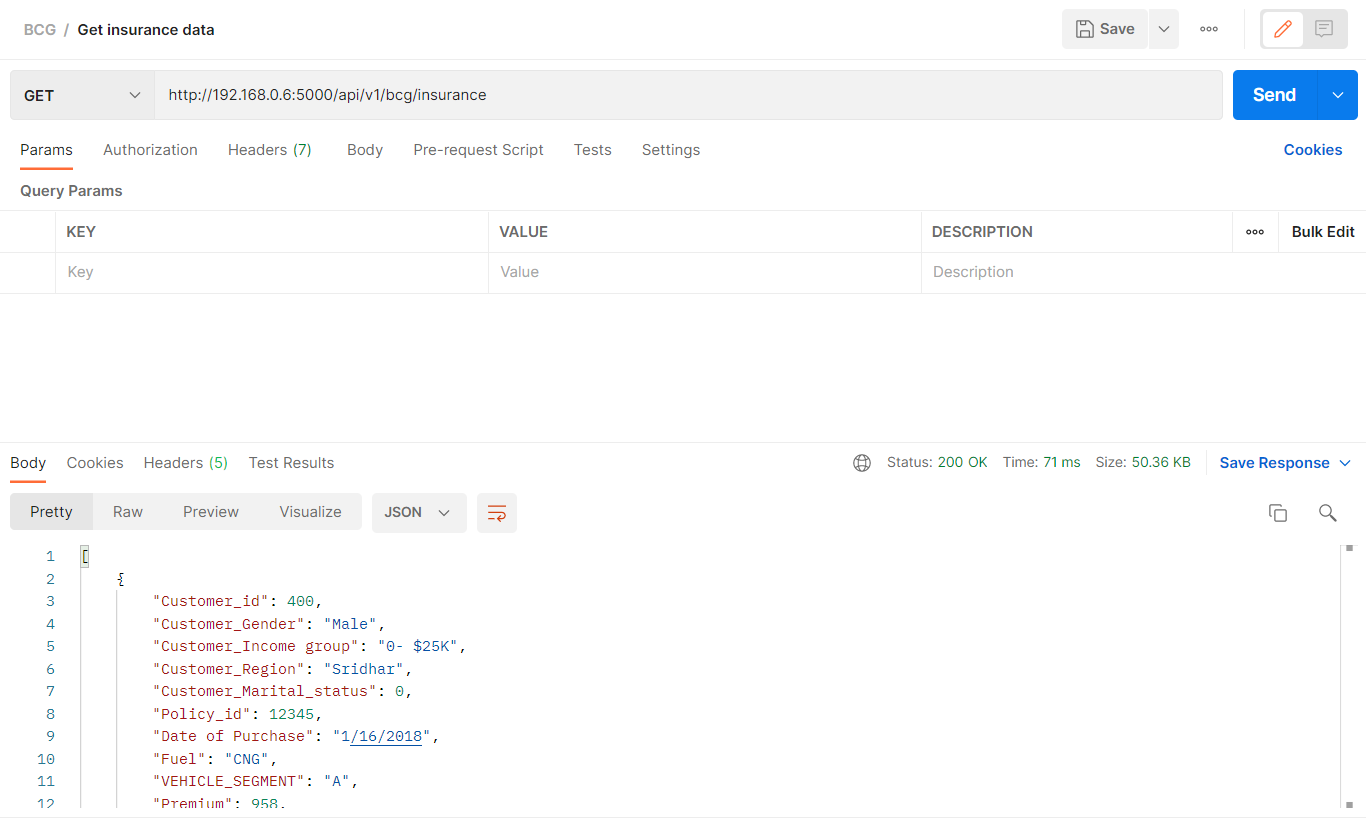 BCG / Get insurance data
Save
GET
http://192.168.0.6:5000/api/v1/bcg/insurance
Send
Params Authorization Headers (7) Body Pre-request Script Tests Settings Cookies
Query Params
KEY VALUE DESCRIPTION Bulk Edit
Key Value Description
Body Cookies Headers (5) Test Results Status: 200 OK Time: 71 ms Size: 50.36 KB Save Response
Pretty Raw Preview Visualize JSON
1 [
2 {
3 "Customer_id": 400,
4 "Customer_Gender": "Male",
5 "Customer_Income group": "0- $25K",
6 "Customer_Region": "Sridhar",
7 "Customer_Marital_status": 0,
8 "Policy_id": 12345,
9 "Date of Purchase": "1/16/2018",
10 "Fuel": "CNG",
11 "VEHICLE_SEGMENT": "A",
12 "Premium": 958,